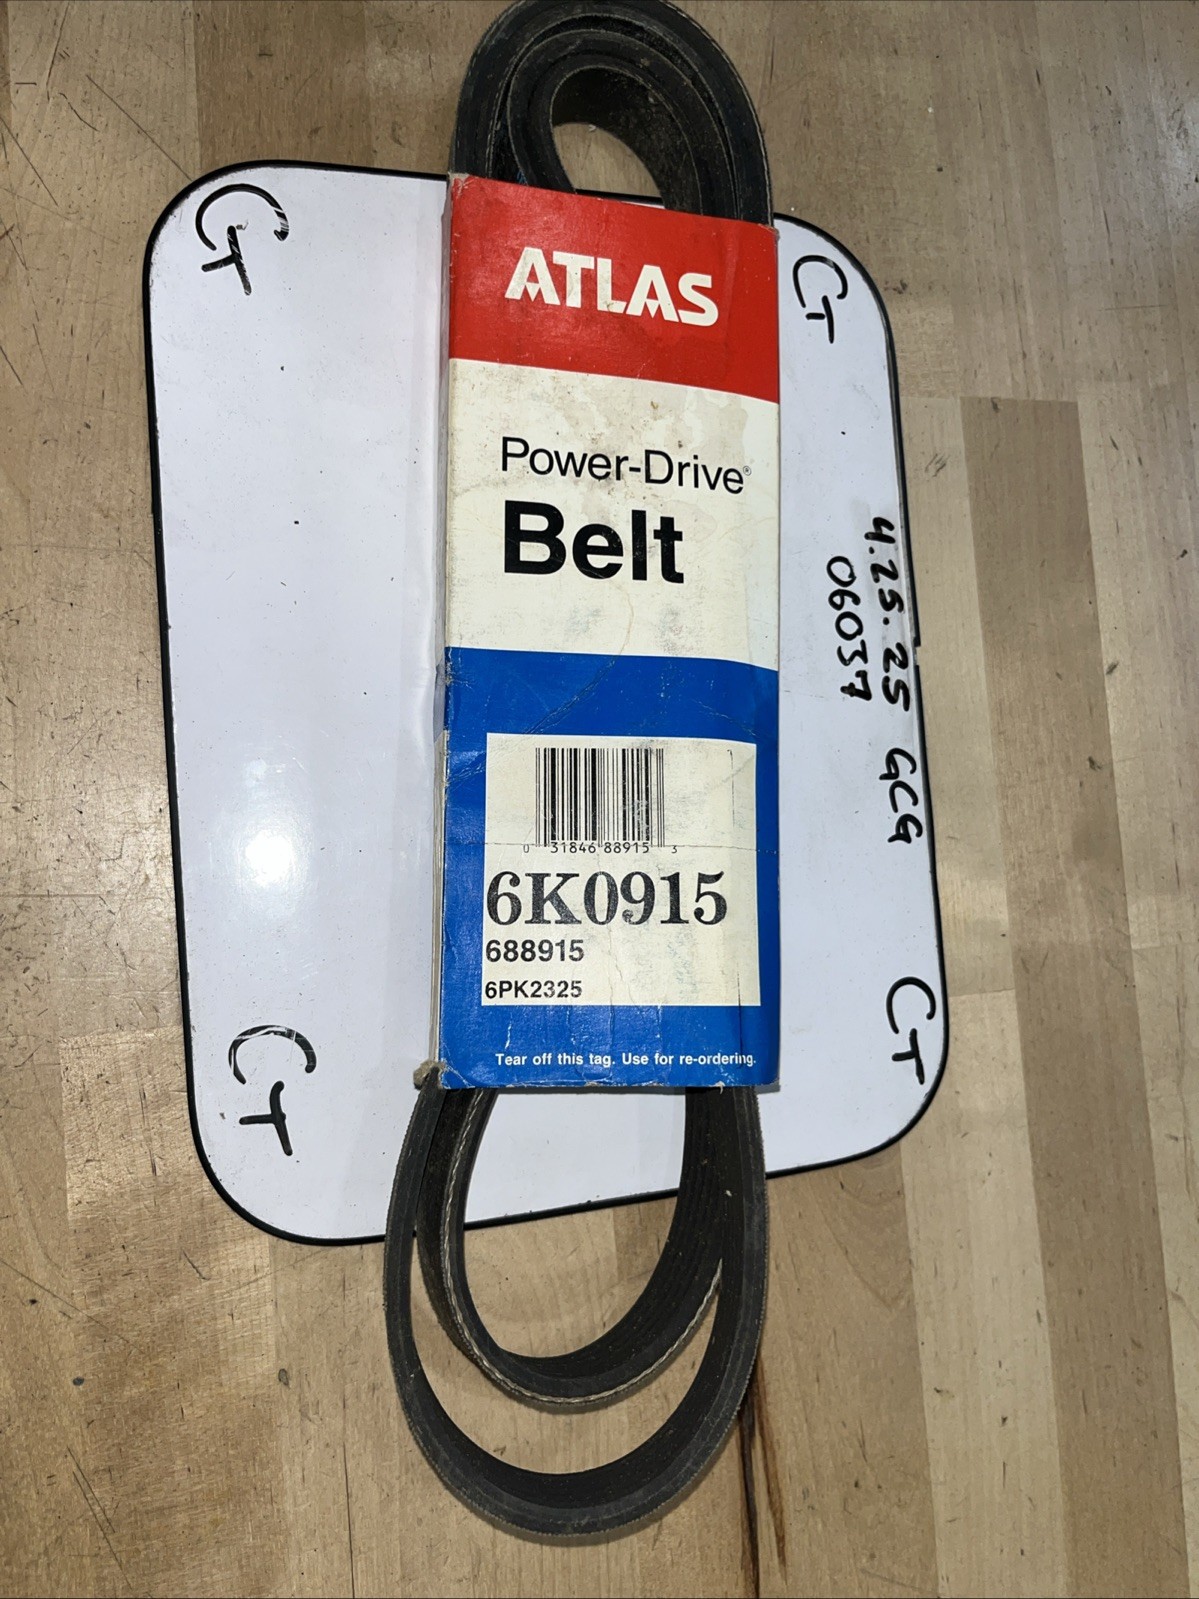 CT
CT
ATLAS
Power-Drive®
Belt
4.25.25 GCG
06037
0 31846 88915 3
6K0915
688915
6PK2325
Tear off this tag. Use for re-ordering.
CT
CT